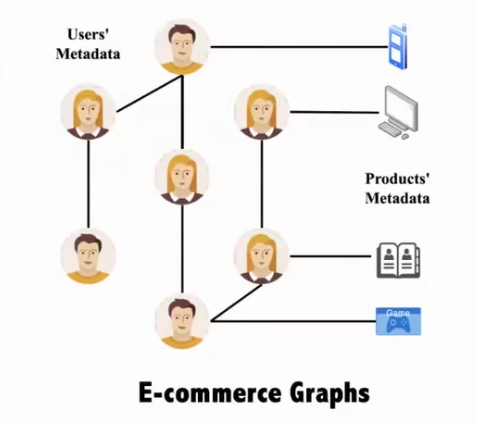 Users'
Metadata
Products'
Metadata
Game
E-commerce Graphs